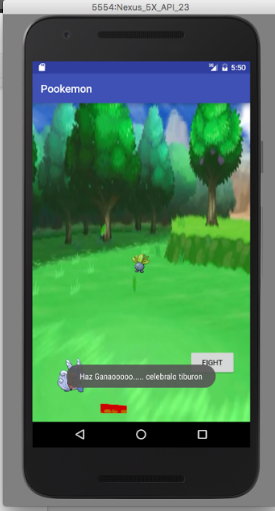 5554:Nexus_5X_API_23
5:50
Pookemon
FIGHT
Haz Ganaooooo..... celebralo tiburon